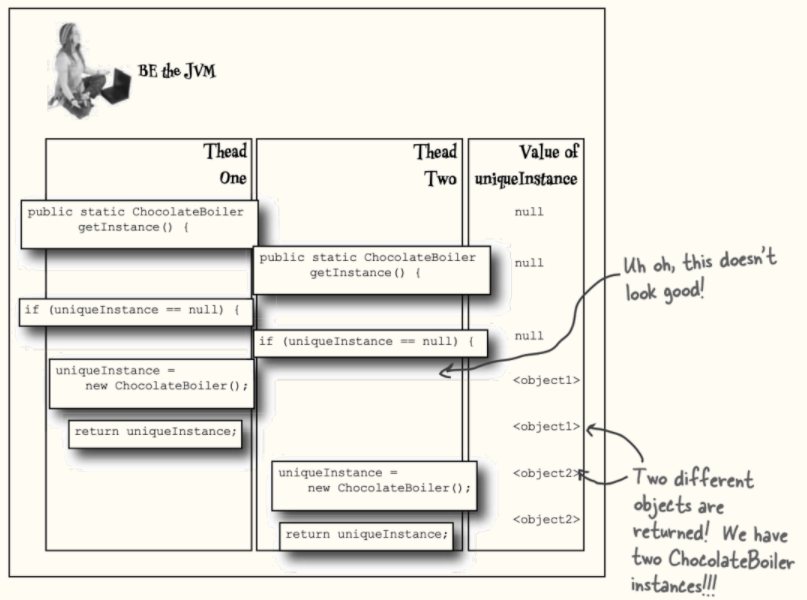 BE the JVM
Thead
One
Thead
Two
Value of
uniqueInstance
public static ChocolateBoiler
getInstance() {
null
public static ChocolateBoiler
getInstance() {
null
Uh oh, this doesn't
look good!
if (uniqueInstance == null) {
if (uniqueInstance == null) {
null
uniqueInstance =
new ChocolateBoiler();
<object1>
return uniqueInstance;
<object1>
uniqueInstance =
new ChocolateBoiler();
<object2>
return uniqueInstance;
<object2>
Two different
objects are
returned! We have
two ChocolateBoiler
instances!!!